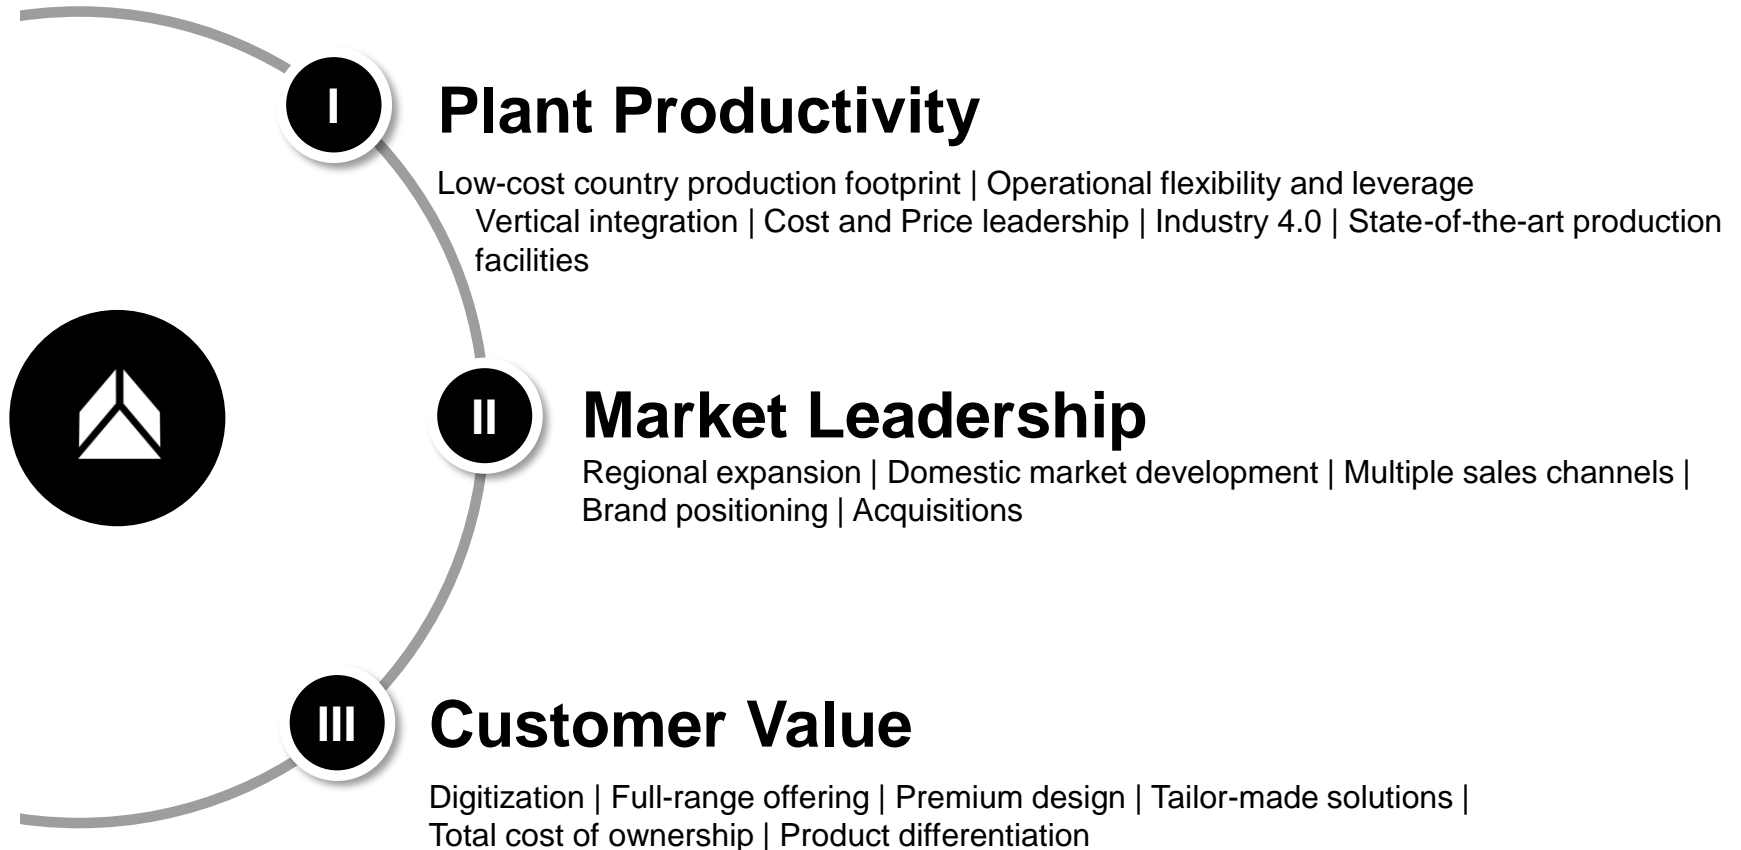 I
Plant Productivity
Low-cost country production footprint | Operational flexibility and leverage
Vertical integration | Cost and Price leadership | Industry 4.0 | State-of-the-art production
facilities
II
Market Leadership
Regional expansion | Domestic market development | Multiple sales channels |
Brand positioning | Acquisitions
III
Customer Value
Digitization | Full-range offering | Premium design | Tailor-made solutions |
Total cost of ownership | Product differentiation